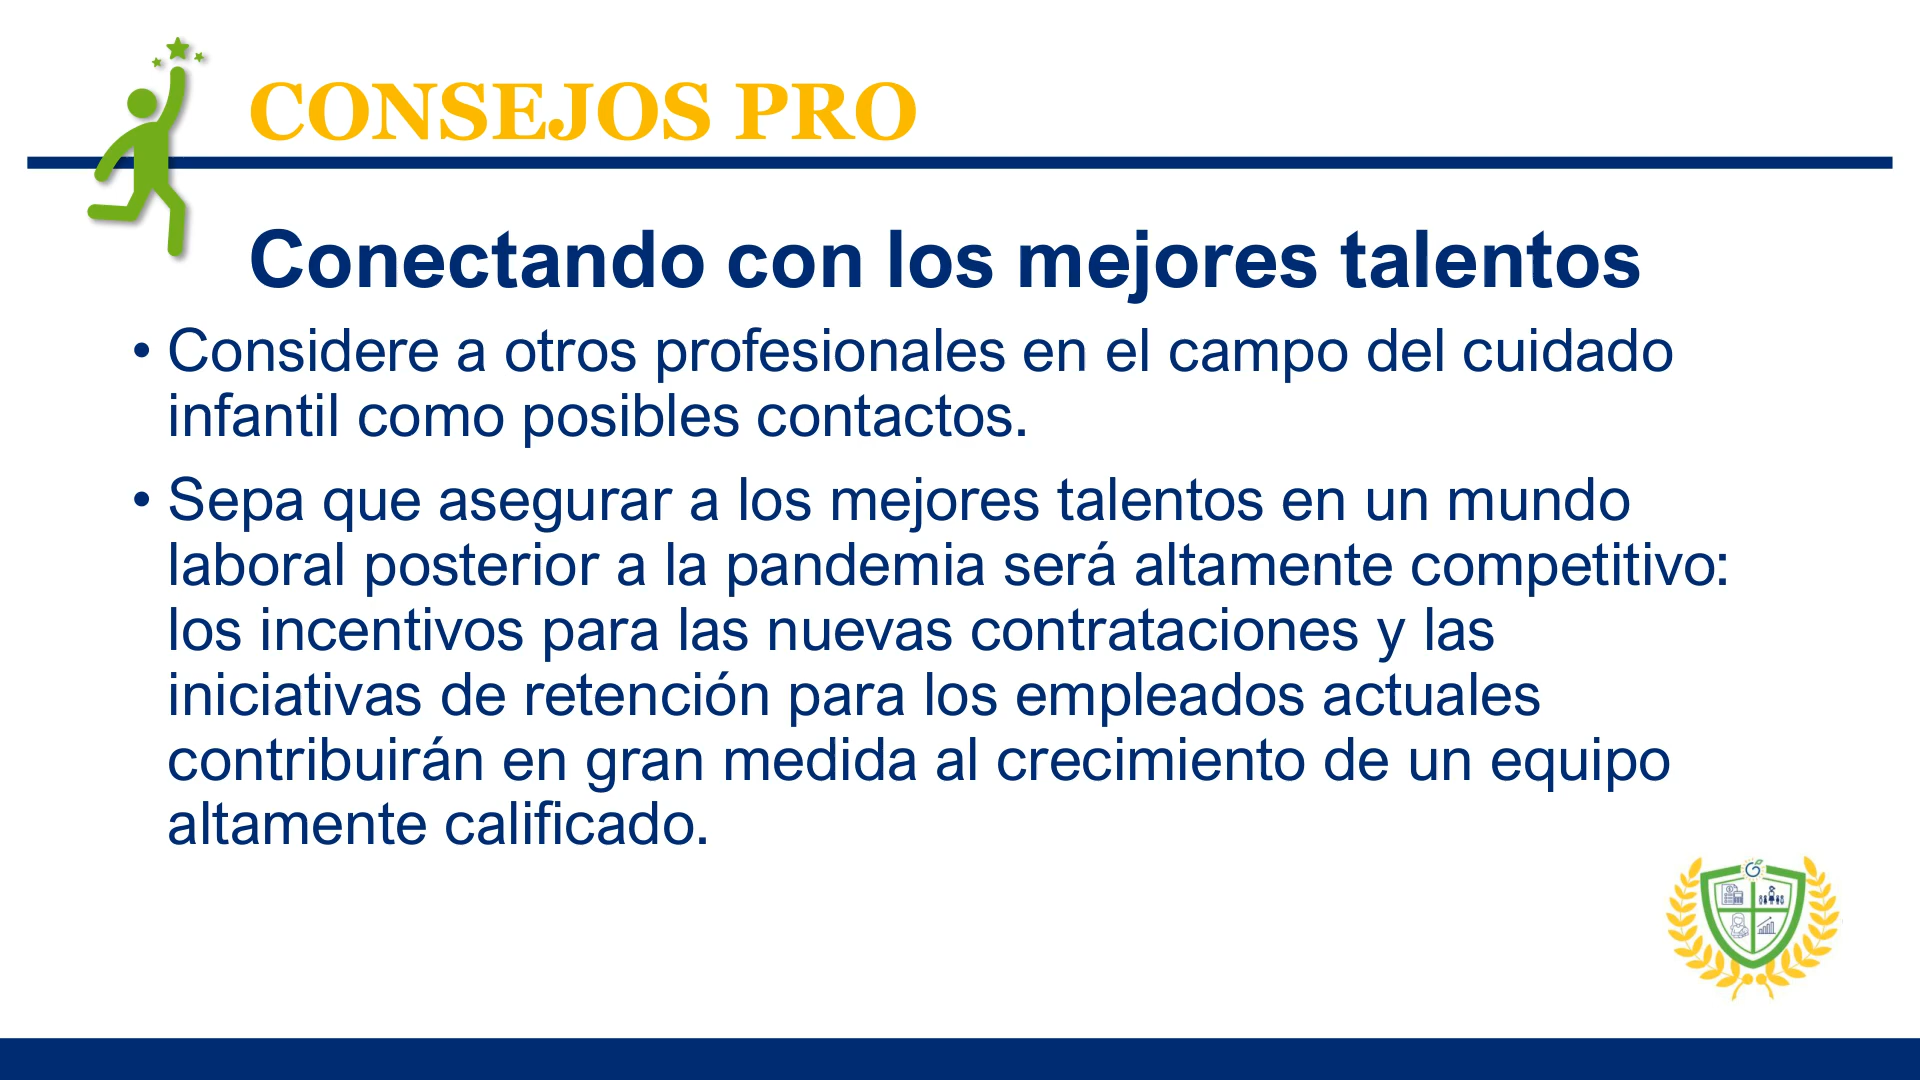 CONSEJOS PRO
Conectando con los mejores talentos
• Considere a otros profesionales en el campo del cuidado
infantil como posibles contactos.
• Sepa que asegurar a los mejores talentos en un mundo
laboral posterior a la pandemia será altamente competitivo:
los incentivos para las nuevas contrataciones y las
iniciativas de retención para los empleados actuales
contribuirán en gran medida al crecimiento de un equipo
altamente calificado.